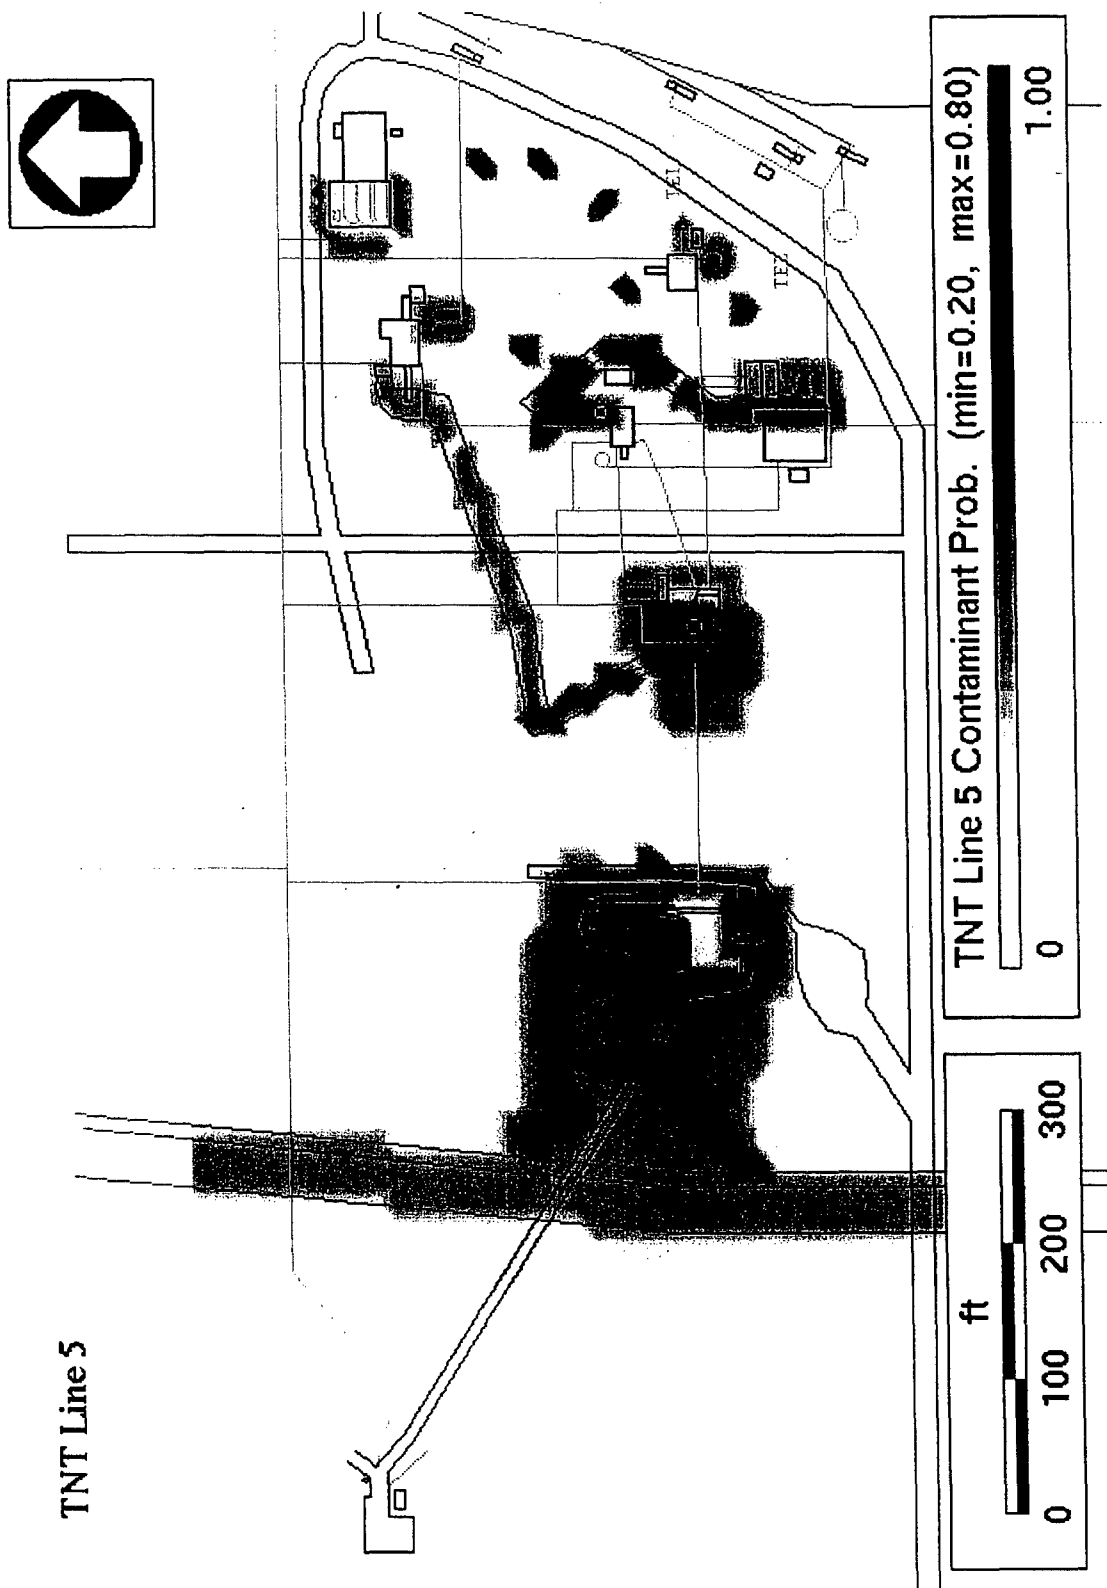 TNT Line 5
TE1
ft
0 100 200 300
TNT Line 5 Contaminant Prob. (min=0.20, max=0.80)
0 1.00